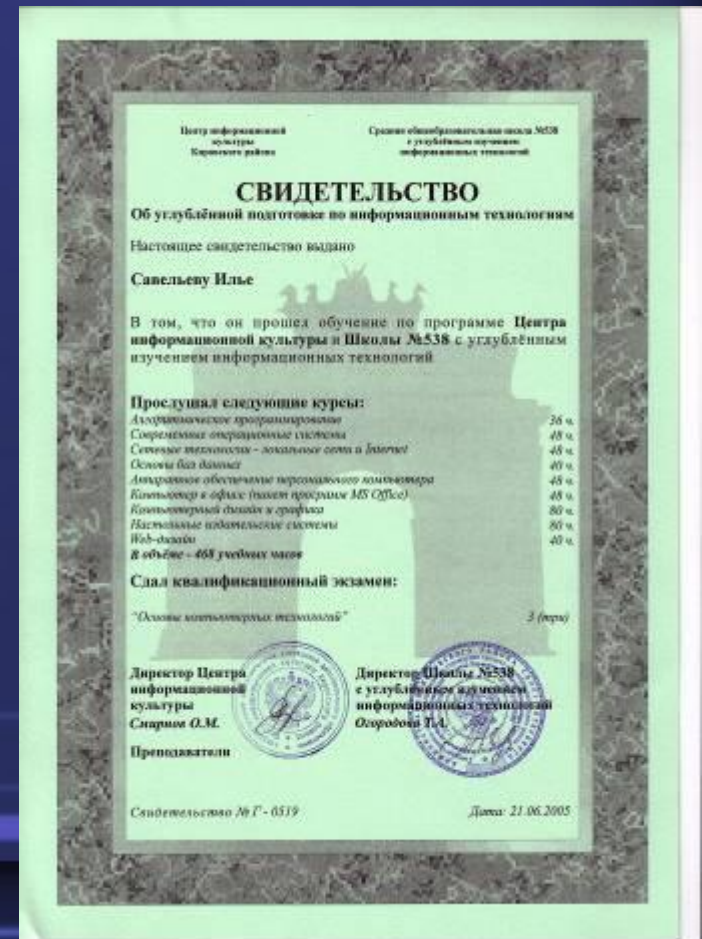 Центр информационной
культуры
Кировского района
Средняя общеобразовательная школа №538
с углублённым изучением
информационных технологий
СВИДЕТЕЛЬСТВО
Об углублённой подготовке по информационным технологиям
Настоящее свидетельство выдано
Савельеву Илье
В том, что он прошел обучение по программе Центра
информационной культуры и Школы №538 с углублённым
изучением информационных технологий
Прослушал следующие курсы:
Алгоритмическое программирование 36 ч.
Современные операционные системы 48 ч.
Сетевые технологии - локальные сети и Internet 48 ч.
Основы баз данных 40 ч.
Аппаратное обеспечение персонального компьютера 48 ч.
Компьютер в офисе (пакет программ MS Office) 48 ч.
Компьютерный дизайн и графика 80 ч.
Настольные издательские системы 80 ч.
Web-дизайн 40 ч.
В объёме - 468 учебных часов
Сдал квалификационный экзамен:
"Основы компьютерных технологий" 3 (три)
Директор Центра
информационной
культуры
Смирнов О.М.
Директор Школы №538
с углублённым изучением
информационных технологий
Огородова Т.А.
Преподаватели
Свидетельство № Г - 0519
Дата: 21.06.2005